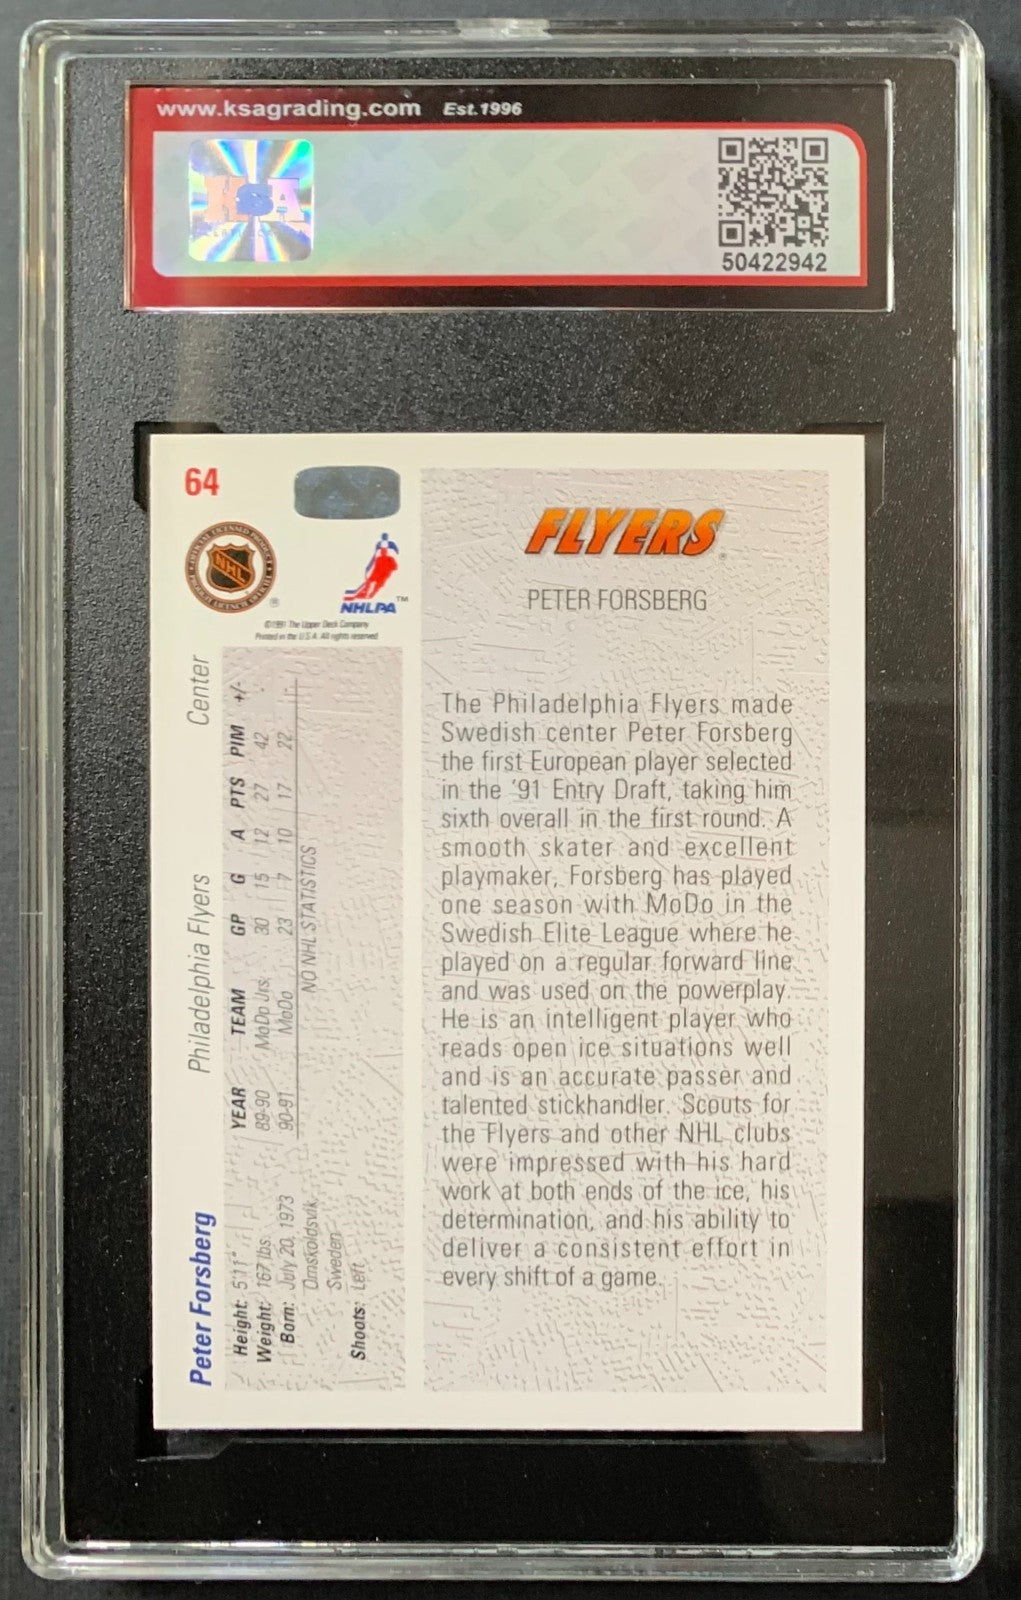 www.ksagrading.com Est.1996
KSA
50422942
64
NHL
NHLPA™
©1991 The Upper Deck Company
Printed in the U.S.A. All rights reserved
FLYERS®
PETER FORSBERG
The Philadelphia Flyers made
Swedish center Peter Forsberg
the first European player selected
in the '91 Entry Draft, taking him
sixth overall in the first round. A
smooth skater and excellent
playmaker, Forsberg has played
one season with MoDo in the
Swedish Elite League where he
played on a regular forward line
and was used on the powerplay.
He is an intelligent player who
reads open ice situations well
and is an accurate passer and
talented stickhandler. Scouts for
the Flyers and other NHL clubs
were impressed with his hard
work at both ends of the ice, his
determination, and his ability to
deliver a consistent effort in
every shift of a game.
Peter Forsberg Philadelphia Flyers Center
Height: 5'11"
Weight: 167 lbs.
Born: July 20, 1973
Ornskoldsvik,
Sweden
Shoots: Left
YEAR TEAM GP G A PTS PIM +/-
89-90 MoDo Jrs. 30 15 12 27 42 -
90-91 MoDo 23 7 10 17 22 -
NO NHL STATISTICS